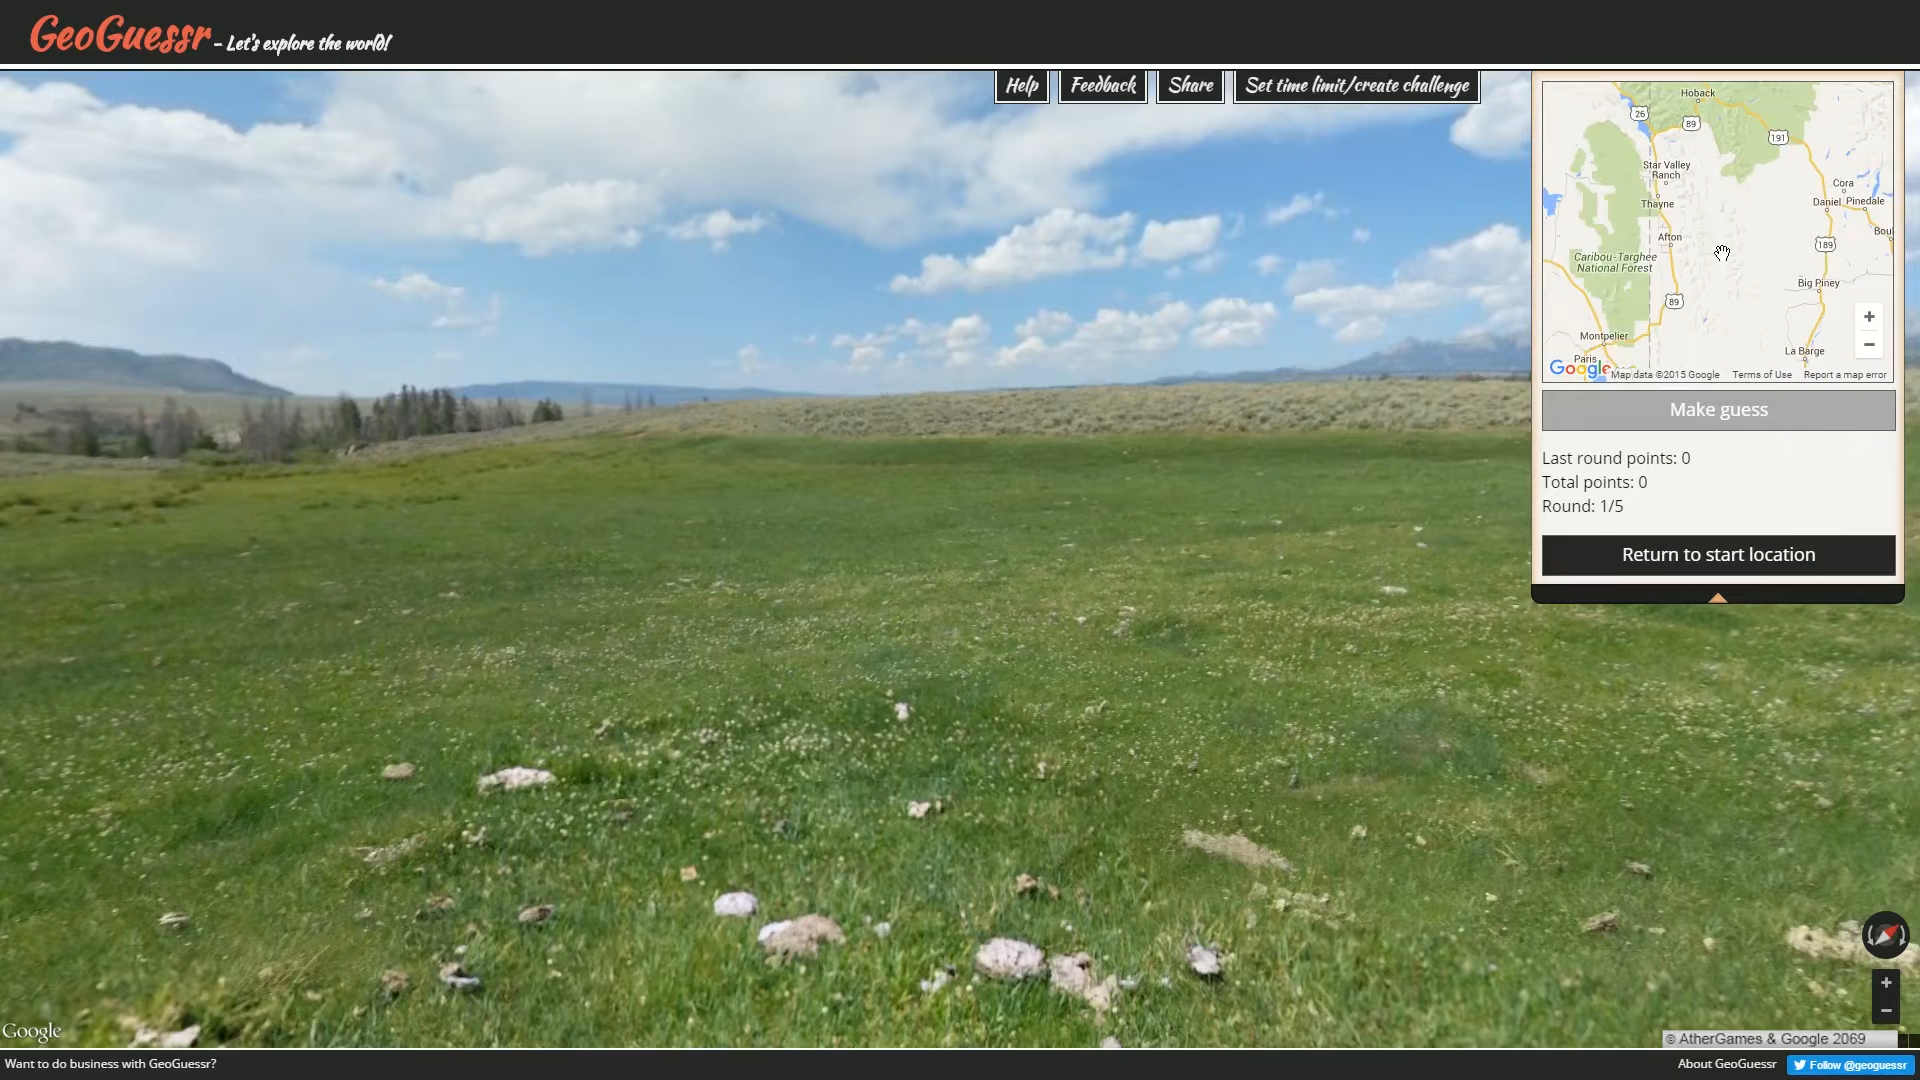 GeoGuessr – Let's explore the world!
Help
Feedback
Share
Set time limit/create challenge
Hoback
26
89
191
Star Valley
Ranch
Cora
Thayne
Daniel
Pinedale
Afton
Boul
189
Caribou-Targhee
National Forest
Big Piney
89
+
Montpelier
−
La Barge
Paris
Google
Map data ©2015 Google
Terms of Use
Report a map error
Make guess
Last round points: 0
Total points: 0
Round: 1/5
Return to start location
+
−
Google
© AtherGames & Google 2069
Want to do business with GeoGuessr?
About GeoGuessr
Follow @geoguessr